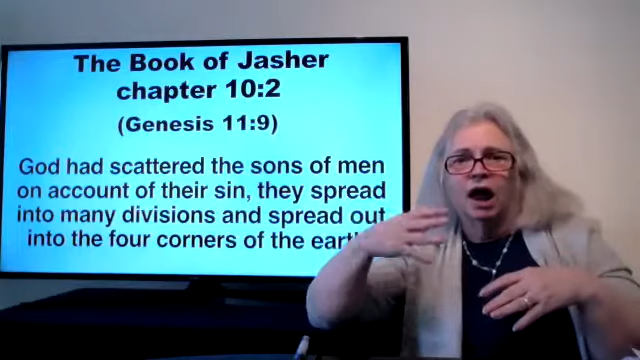 The Book of Jasher
chapter 10:2
(Genesis 11:9)
God had scattered the sons of men
on account of their sin, they spread
into many divisions and spread out
into the four corners of the